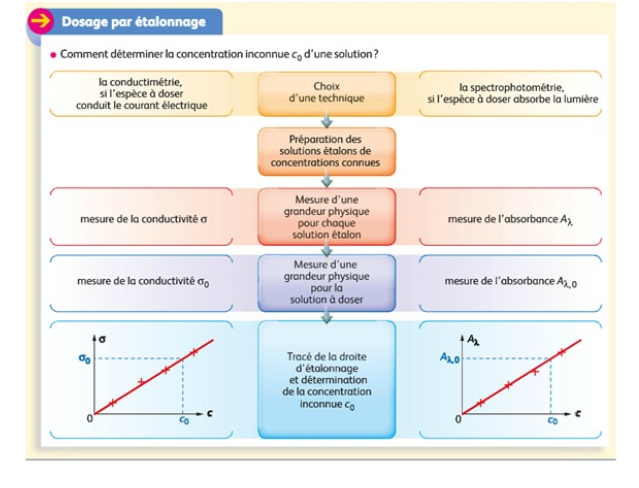 Dosage par étalonnage
• Comment déterminer la concentration inconnue c₀ d'une solution ?
la conductimétrie,
si l'espèce à doser
conduit le courant électrique
Choix
d'une technique
la spectrophotométrie,
si l'espèce à doser absorbe la lumière
Préparation des
solutions étalons de
concentrations connues
mesure de la conductivité σ
Mesure d'une
grandeur physique
pour chaque
solution étalon
mesure de l'absorbance Aλ
mesure de la conductivité σ₀
Mesure d'une
grandeur physique
pour la
solution à doser
mesure de l'absorbance Aλ,0
σ
σ₀
0
c₀
c
Tracé de la droite
d'étalonnage
et détermination
de la concentration
inconnue c₀
Aλ
Aλ,0
0
c₀
c